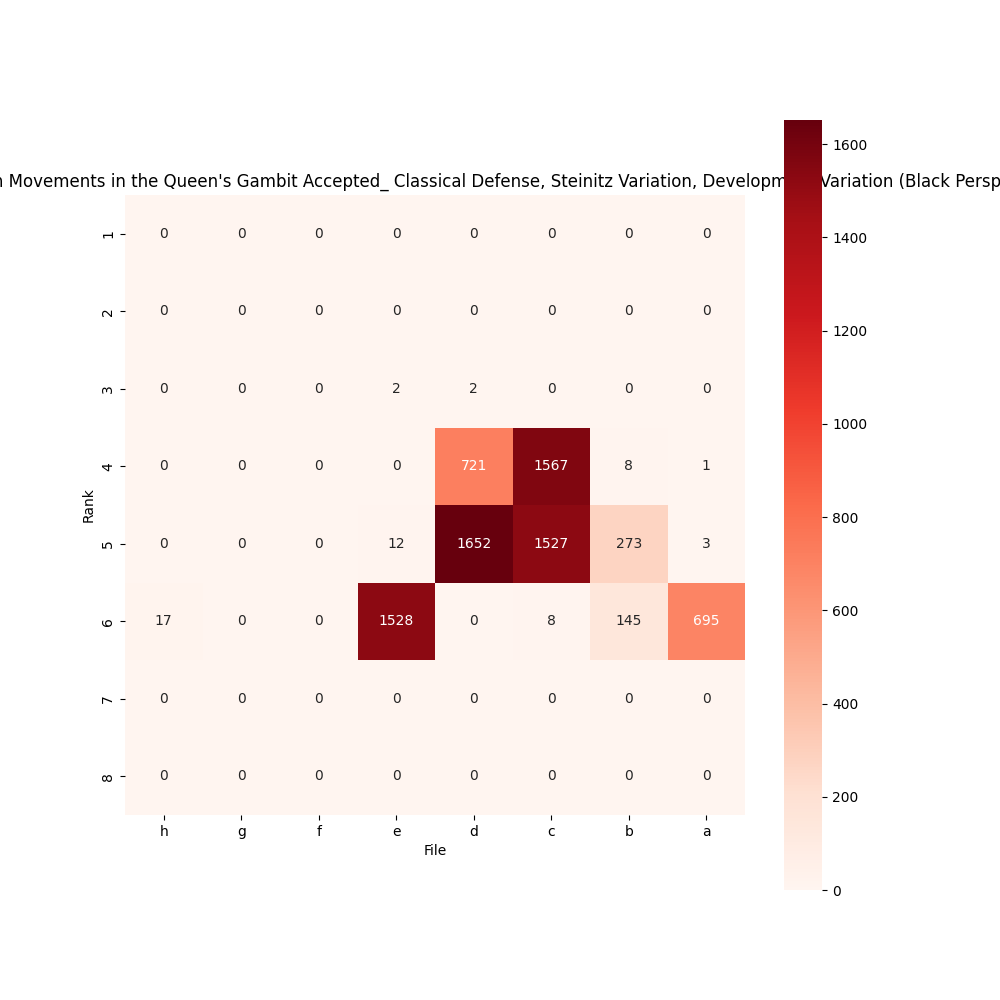 1600
n Movements in the Queen's Gambit Accepted_ Classical Defense, Steinitz Variation, Variation (Black Persp
1 0 0 0 0 0 0 0 0
1400
2 0 0 0 0 0 0 0 0
1200
3 0 0 0 2 2 0 0 0
1000
4 0 0 0 0 721 1567 8 1
Rank
800
5 0 0 0 12 1652 1527 273 3
600
6 17 0 0 1528 0 8 145 695
400
7 0 0 0 0 0 0 0 0
8 0 0 0 0 0 0 0 0
200
h g f e d c b a
File
0